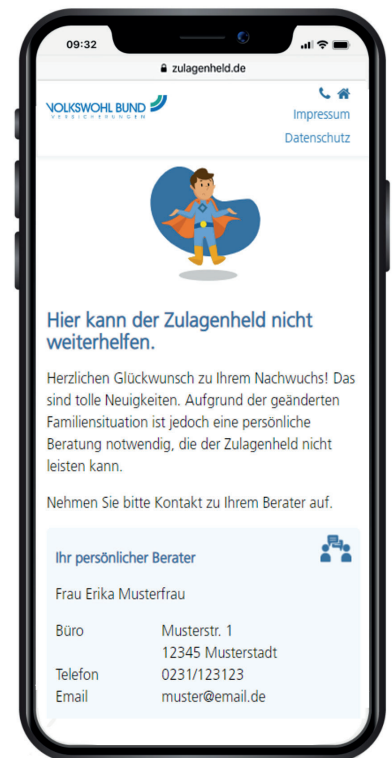 09:32
zulagenheld.de
VOLKSWOHL BUND
VERSICHERUNGEN
Impressum
Datenschutz
Hier kann der Zulagenheld nicht
weiterhelfen.
Herzlichen Glückwunsch zu Ihrem Nachwuchs! Das
sind tolle Neuigkeiten. Aufgrund der geänderten
Familiensituation ist jedoch eine persönliche
Beratung notwendig, die der Zulagenheld nicht
leisten kann.
Nehmen Sie bitte Kontakt zu Ihrem Berater auf.
Ihr persönlicher Berater
Frau Erika Musterfrau
Büro Musterstr. 1
12345 Musterstadt
Telefon 0231/123123
Email muster@email.de